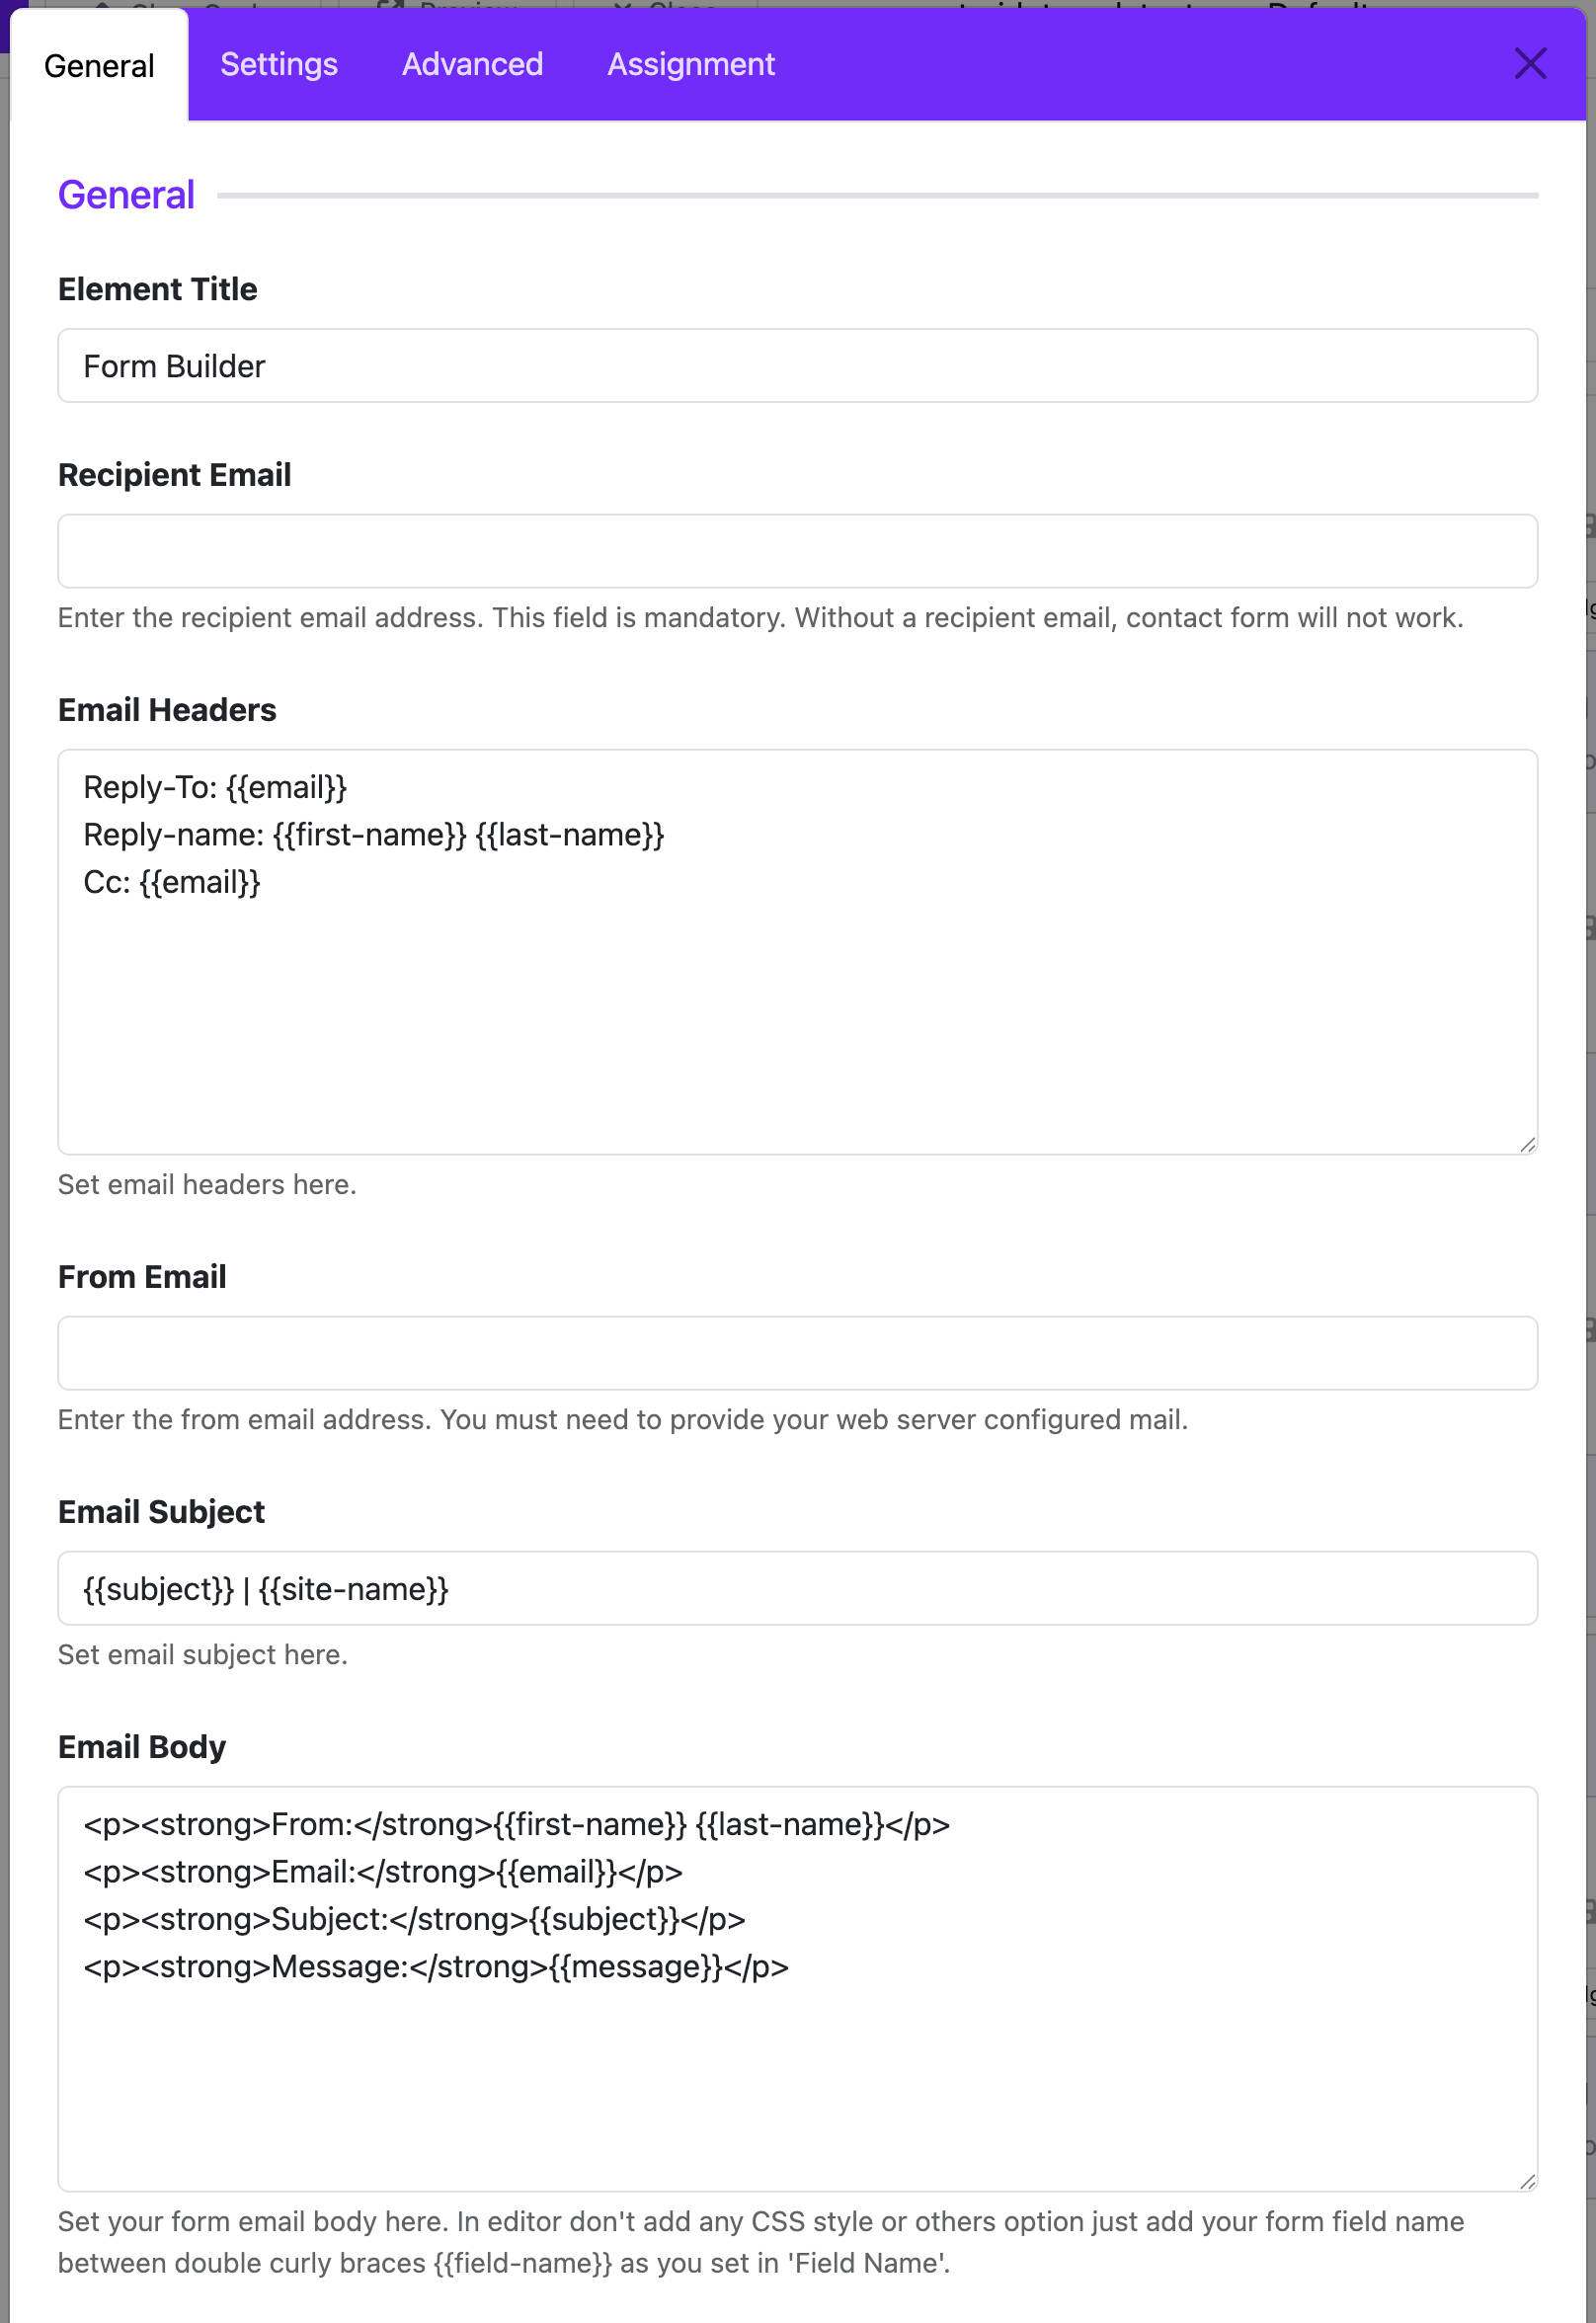 Preview
Close
Default
General
Settings
Advanced
Assignment
General
Element Title
Form Builder
Recipient Email
Enter the recipient email address. This field is mandatory. Without a recipient email, contact form will not work.
Email Headers
Reply-To: {{email}}
Reply-name: {{first-name}} {{last-name}}
Cc: {{email}}
Set email headers here.
From Email
Enter the from email address. You must need to provide your web server configured mail.
Email Subject
{{subject}} | {{site-name}}
Set email subject here.
Email Body
<p><strong>From:</strong>{{first-name}} {{last-name}}</p>
<p><strong>Email:</strong>{{email}}</p>
<p><strong>Subject:</strong>{{subject}}</p>
<p><strong>Message:</strong>{{message}}</p>
Set your form email body here. In editor don't add any CSS style or others option just add your form field name
between double curly braces {{field-name}} as you set in 'Field Name'.